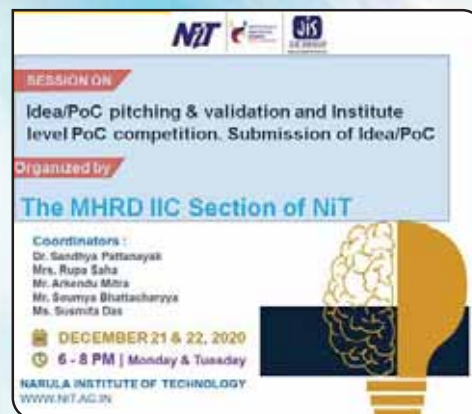 NiT
JIS
SESSION ON
Idea/PoC pitching & validation and Institute
level PoC competition. Submission of Idea/PoC
Organized by
The MHRD IIC Section of NiT
Coordinators :
Dr. Sandhya Pattanayak
Mrs. Rupa Saha
Mr. Arkendu Mitra
Mr. Soumya Bhattacharyya
Ms. Susmita Das
DECEMBER 21 & 22, 2020
6 - 8 PM | Monday & Tuesday
NARULA INSTITUTE OF TECHNOLOGY
WWW.NIT.AC.IN